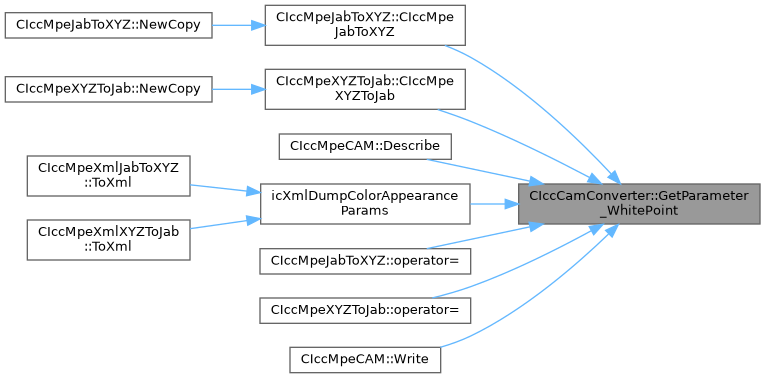 CIccMpeJabToXYZ::NewCopy
CIccMpeJabToXYZ::CIccMpe
JabToXYZ
CIccMpeXYZToJab::NewCopy
CIccMpeXYZToJab::CIccMpe
XYZToJab
CIccMpeCAM::Describe
CIccMpeXmlJabToXYZ
::ToXml
CIccMpeXmlXYZToJab
::ToXml
icXmlDumpColorAppearance
Params
CIccCamConverter::GetParameter
_WhitePoint
CIccMpeJabToXYZ::operator=
CIccMpeXYZToJab::operator=
CIccMpeCAM::Write